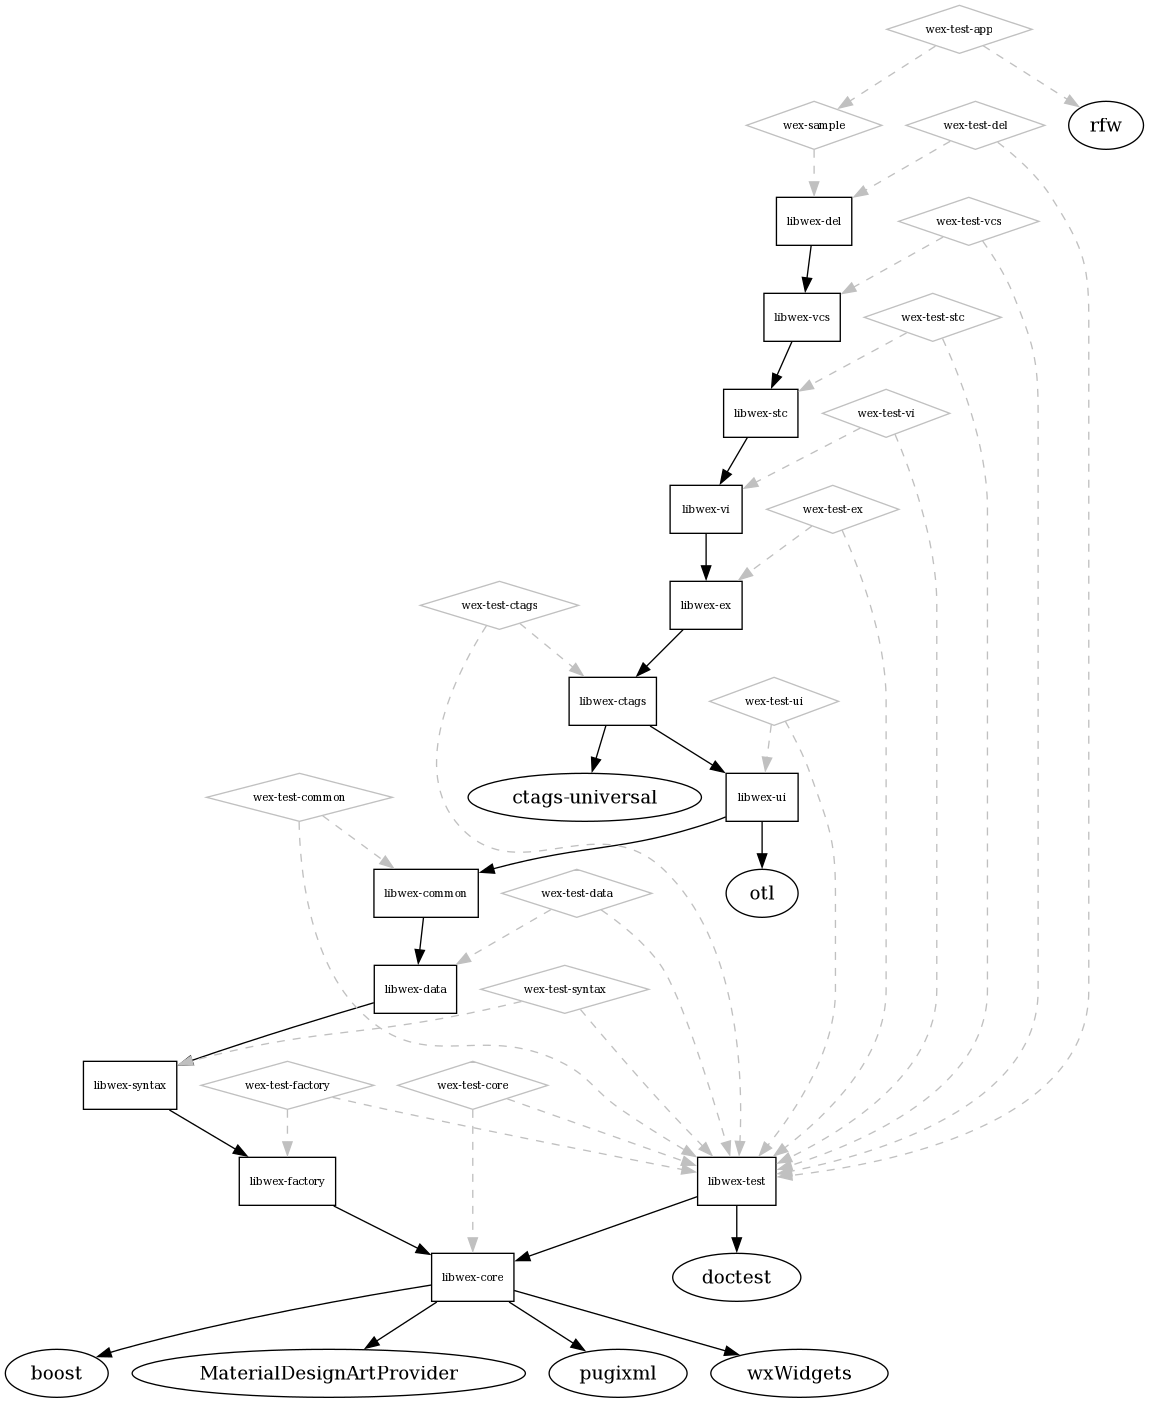 wex-test-app
wex-sample
wex-test-del
rfw
libwex-del
wex-test-vcs
libwex-vcs
wex-test-stc
libwex-stc
wex-test-vi
libwex-vi
wex-test-ex
wex-test-ctags
libwex-ex
libwex-ctags
wex-test-ui
wex-test-common
ctags-universal
libwex-ui
libwex-common
wex-test-data
otl
libwex-data
wex-test-syntax
libwex-syntax
wex-test-factory
wex-test-core
libwex-factory
libwex-test
libwex-core
doctest
boost
MaterialDesignArtProvider
pugixml
wxWidgets